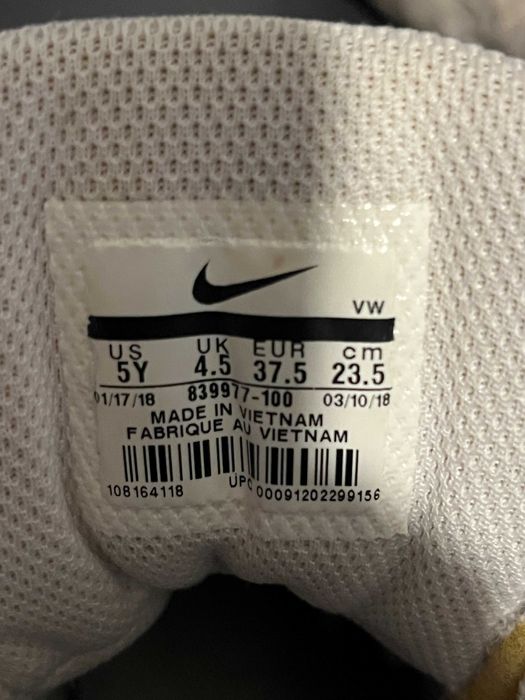 VW
US UK EUR cm
5Y 4.5 37.5 23.5
01/17/18 839977-100 03/10/18
MADE IN VIETNAM
FABRIQUE AU VIETNAM
108164118 UPC 00091202299156